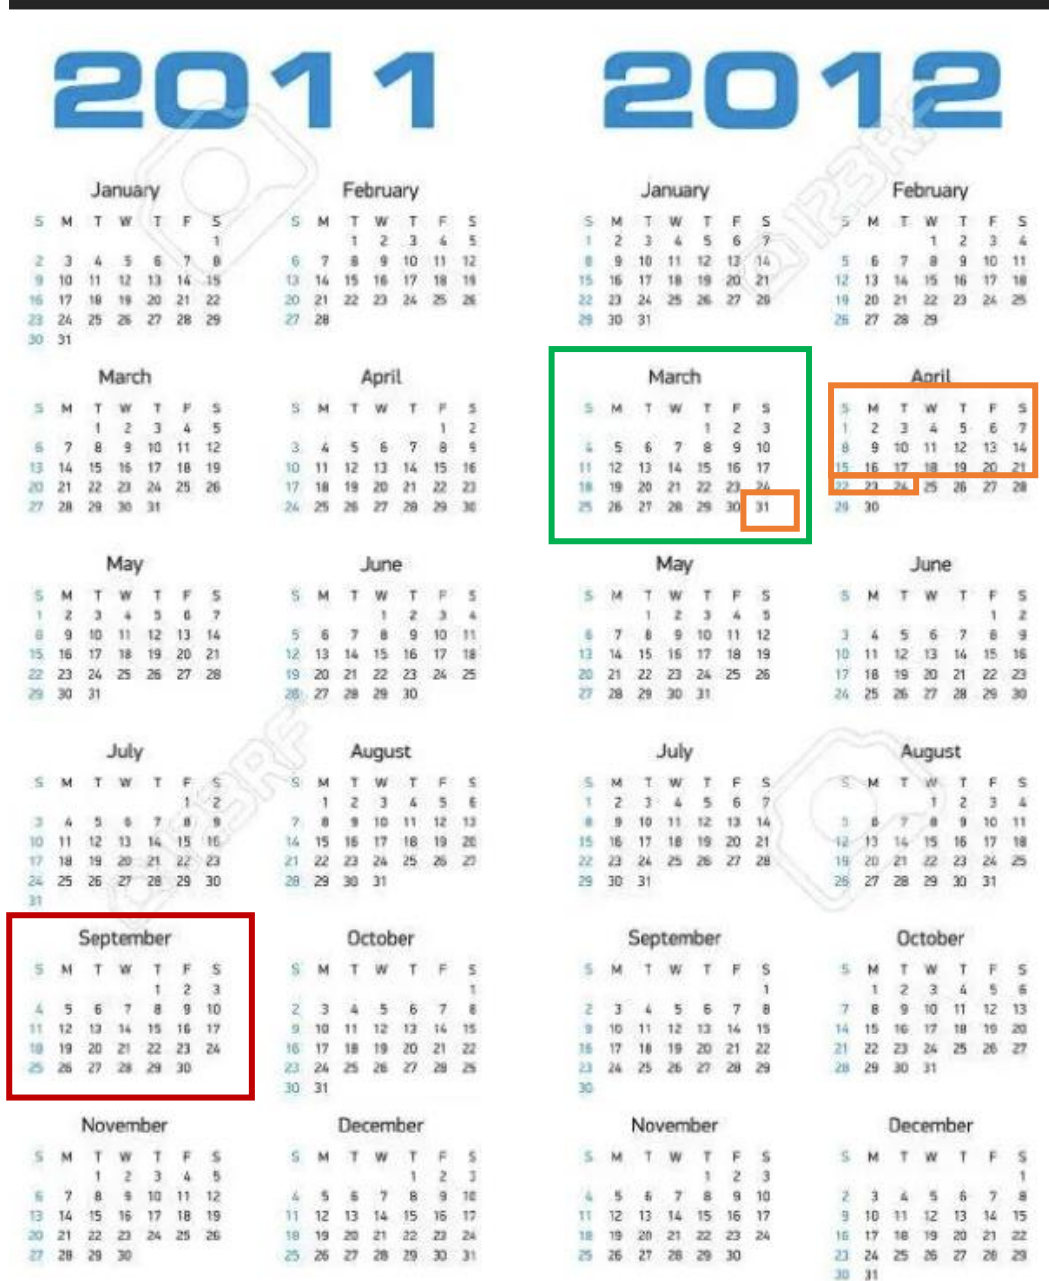 2011
January
S M T W T F S
1
2 3 4 5 6 7 8
9 10 11 12 13 14 15
16 17 18 19 20 21 22
23 24 25 26 27 28 29
30 31
February
S M T W T F S
1 2 3 4 5
6 7 8 9 10 11 12
13 14 15 16 17 18 19
20 21 22 23 24 25 26
27 28
March
S M T W T F S
1 2 3 4 5
6 7 8 9 10 11 12
13 14 15 16 17 18 19
20 21 22 23 24 25 26
27 28 29 30 31
April
S M T W T F S
1 2
3 4 5 6 7 8 9
10 11 12 13 14 15 16
17 18 19 20 21 22 23
24 25 26 27 28 29 30
May
S M T W T F S
1 2 3 4 5 6 7
8 9 10 11 12 13 14
15 16 17 18 19 20 21
22 23 24 25 26 27 28
29 30 31
June
S M T W T F S
1 2 3 4
5 6 7 8 9 10 11
12 13 14 15 16 17 18
19 20 21 22 23 24 25
26 27 28 29 30
July
S M T W T F S
1 2
3 4 5 6 7 8 9
10 11 12 13 14 15 16
17 18 19 20 21 22 23
24 25 26 27 28 29 30
31
August
S M T W T F S
1 2 3 4 5 6
7 8 9 10 11 12 13
14 15 16 17 18 19 20
21 22 23 24 25 26 27
28 29 30 31
September
S M T W T F S
1 2 3
4 5 6 7 8 9 10
11 12 13 14 15 16 17
18 19 20 21 22 23 24
25 26 27 28 29 30
October
S M T W T F S
1
2 3 4 5 6 7 8
9 10 11 12 13 14 15
16 17 18 19 20 21 22
23 24 25 26 27 28 29
30 31
November
S M T W T F S
1 2 3 4 5
6 7 8 9 10 11 12
13 14 15 16 17 18 19
20 21 22 23 24 25 26
27 28 29 30
December
S M T W T F S
1 2 3
4 5 6 7 8 9 10
11 12 13 14 15 16 17
18 19 20 21 22 23 24
25 26 27 28 29 30 31
2012
January
S M T W T F S
1 2 3 4 5 6 7
8 9 10 11 12 13 14
15 16 17 18 19 20 21
22 23 24 25 26 27 28
29 30 31
February
S M T W T F S
1 2 3 4
5 6 7 8 9 10 11
12 13 14 15 16 17 18
19 20 21 22 23 24 25
26 27 28 29
March
S M T W T F S
1 2 3
4 5 6 7 8 9 10
11 12 13 14 15 16 17
18 19 20 21 22 23 24
25 26 27 28 29 30 31
April
S M T W T F S
1 2 3 4 5 6 7
8 9 10 11 12 13 14
15 16 17 18 19 20 21
22 23 24 25 26 27 28
29 30
May
S M T W T F S
1 2 3 4 5
6 7 8 9 10 11 12
13 14 15 16 17 18 19
20 21 22 23 24 25 26
27 28 29 30 31
June
S M T W T F S
1 2
3 4 5 6 7 8 9
10 11 12 13 14 15 16
17 18 19 20 21 22 23
24 25 26 27 28 29 30
July
S M T W T F S
1 2 3 4 5 6 7
8 9 10 11 12 13 14
15 16 17 18 19 20 21
22 23 24 25 26 27 28
29 30 31
August
S M T W T F S
1 2 3 4
5 6 7 8 9 10 11
12 13 14 15 16 17 18
19 20 21 22 23 24 25
26 27 28 29 30 31
September
S M T W T F S
1
2 3 4 5 6 7 8
9 10 11 12 13 14 15
16 17 18 19 20 21 22
23 24 25 26 27 28 29
30
October
S M T W T F S
1 2 3 4 5 6
7 8 9 10 11 12 13
14 15 16 17 18 19 20
21 22 23 24 25 26 27
28 29 30 31
November
S M T W T F S
1 2 3
4 5 6 7 8 9 10
11 12 13 14 15 16 17
18 19 20 21 22 23 24
25 26 27 28 29 30
December
S M T W T F S
1
2 3 4 5 6 7 8
9 10 11 12 13 14 15
16 17 18 19 20 21 22
23 24 25 26 27 28 29
30 31
123RF
123RF